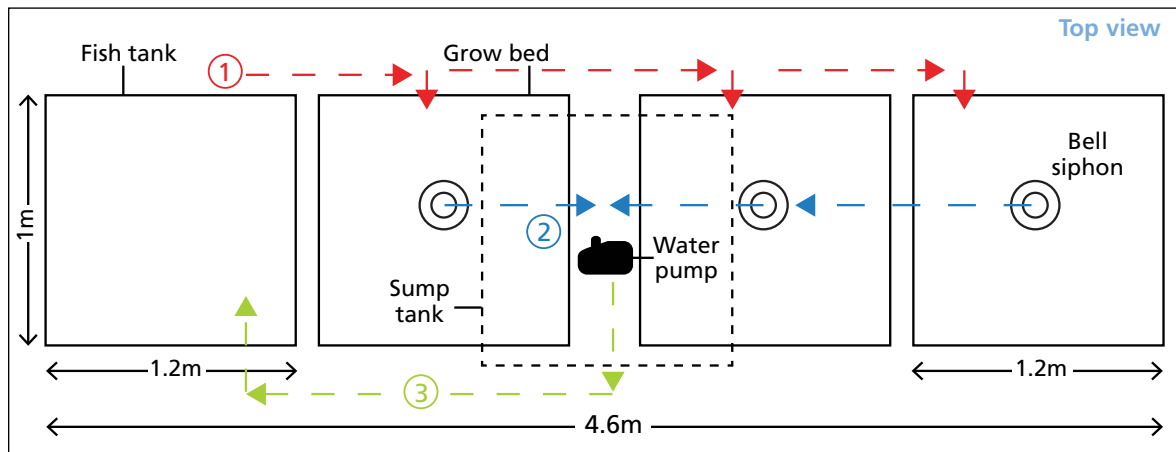 Top view
Fish tank
Grow bed
1
Bell
siphon
1m
2
Water
pump
Sump
tank
1.2m
3
1.2m
4.6m